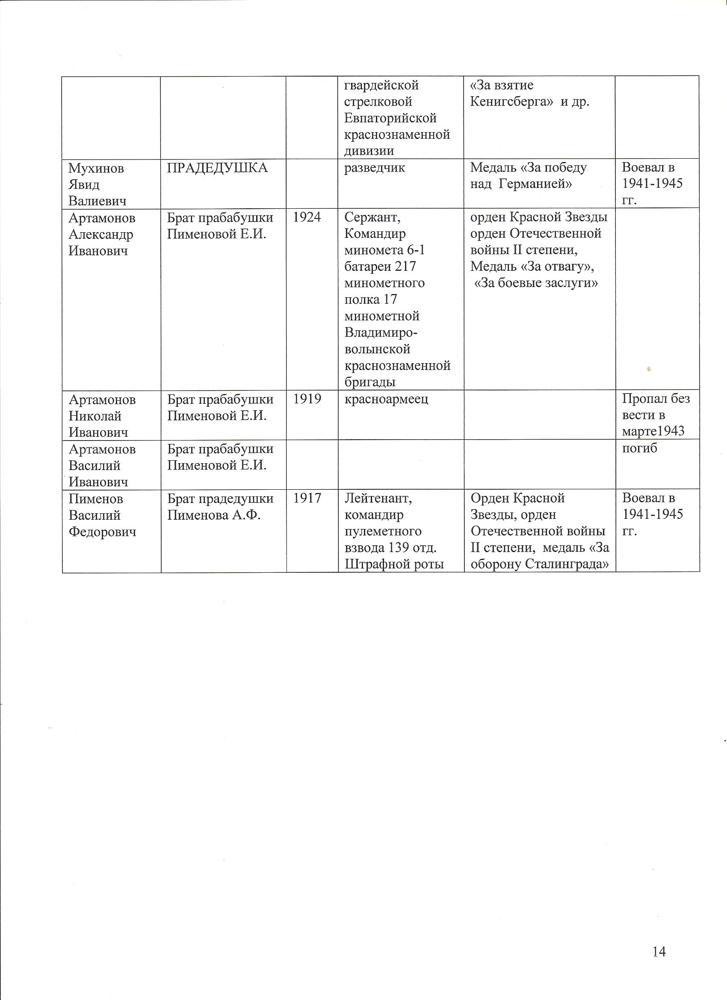 гвардейской
стрелковой
Евпаторийской
краснознаменной
дивизии
«За взятие
Кенигсберга» и др.
Мухинов
Явид
Валиевич
ПРАДЕДУШКА
разведчик
Медаль «За победу
над Германией»
Воевал в
1941-1945
гг.
Артамонов
Александр
Иванович
Брат прабабушки
Пименовой Е.И.
1924
Сержант,
Командир
миномета 6-1
батареи 217
минометного
полка 17
минометной
Владимиро-
волынской
краснознаменной
бригады
орден Красной Звезды
орден Отечественной
войны II степени,
Медаль «За отвагу»,
«За боевые заслуги»
Артамонов
Николай
Иванович
Брат прабабушки
Пименовой Е.И.
1919
красноармеец
Пропал без
вести в
марте1943
Артамонов
Василий
Иванович
Брат прабабушки
Пименовой Е.И.
погиб
Пименов
Василий
Федорович
Брат прадедушки
Пименова А.Ф.
1917
Лейтенант,
командир
пулеметного
взвода 139 отд.
Штрафной роты
Орден Красной
Звезды, орден
Отечественной войны
II степени, медаль «За
оборону Сталинграда»
Воевал в
1941-1945
гг.
14